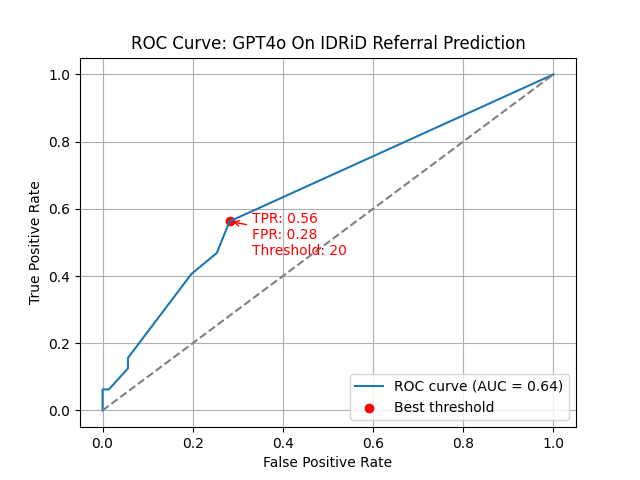 ROC Curve: GPT4o On IDRiD Referral Prediction
1.0
0.8
0.6
0.4
0.2
0.0
True Positive Rate
TPR: 0.56
FPR: 0.28
Threshold: 20
ROC curve (AUC = 0.64)
Best threshold
0.0 0.2 0.4 0.6 0.8 1.0
False Positive Rate